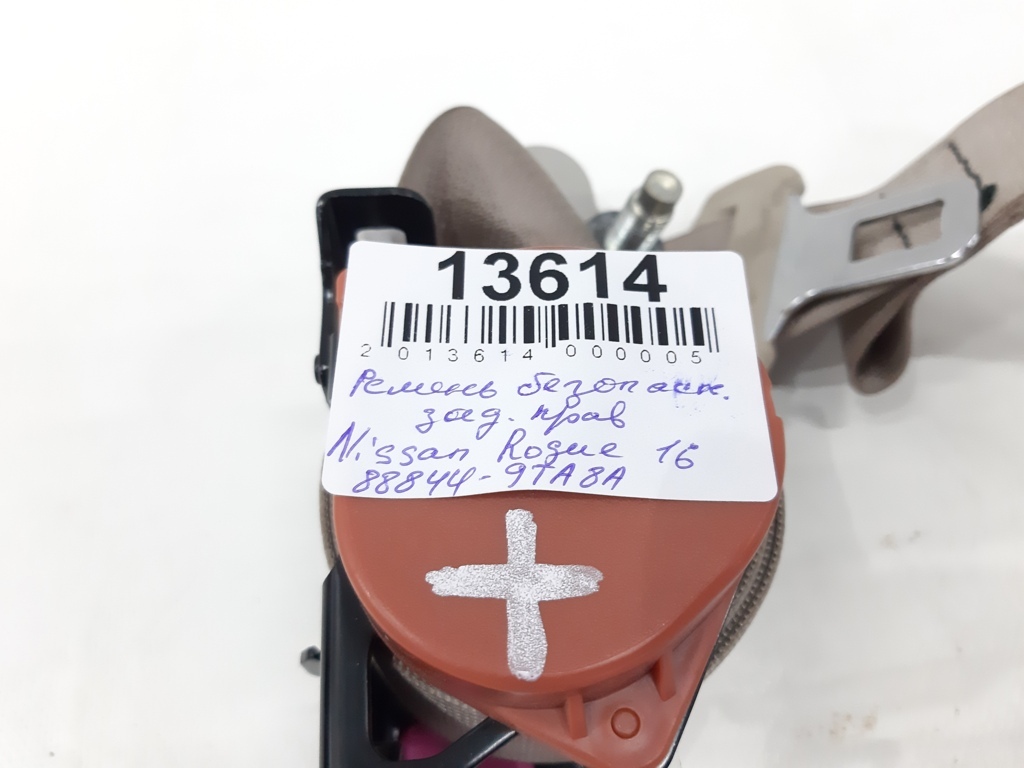 13614
2 013614 000005
Ремень безопасн.
зад. прав
Nissan Rogue 16
88844-9TA8A